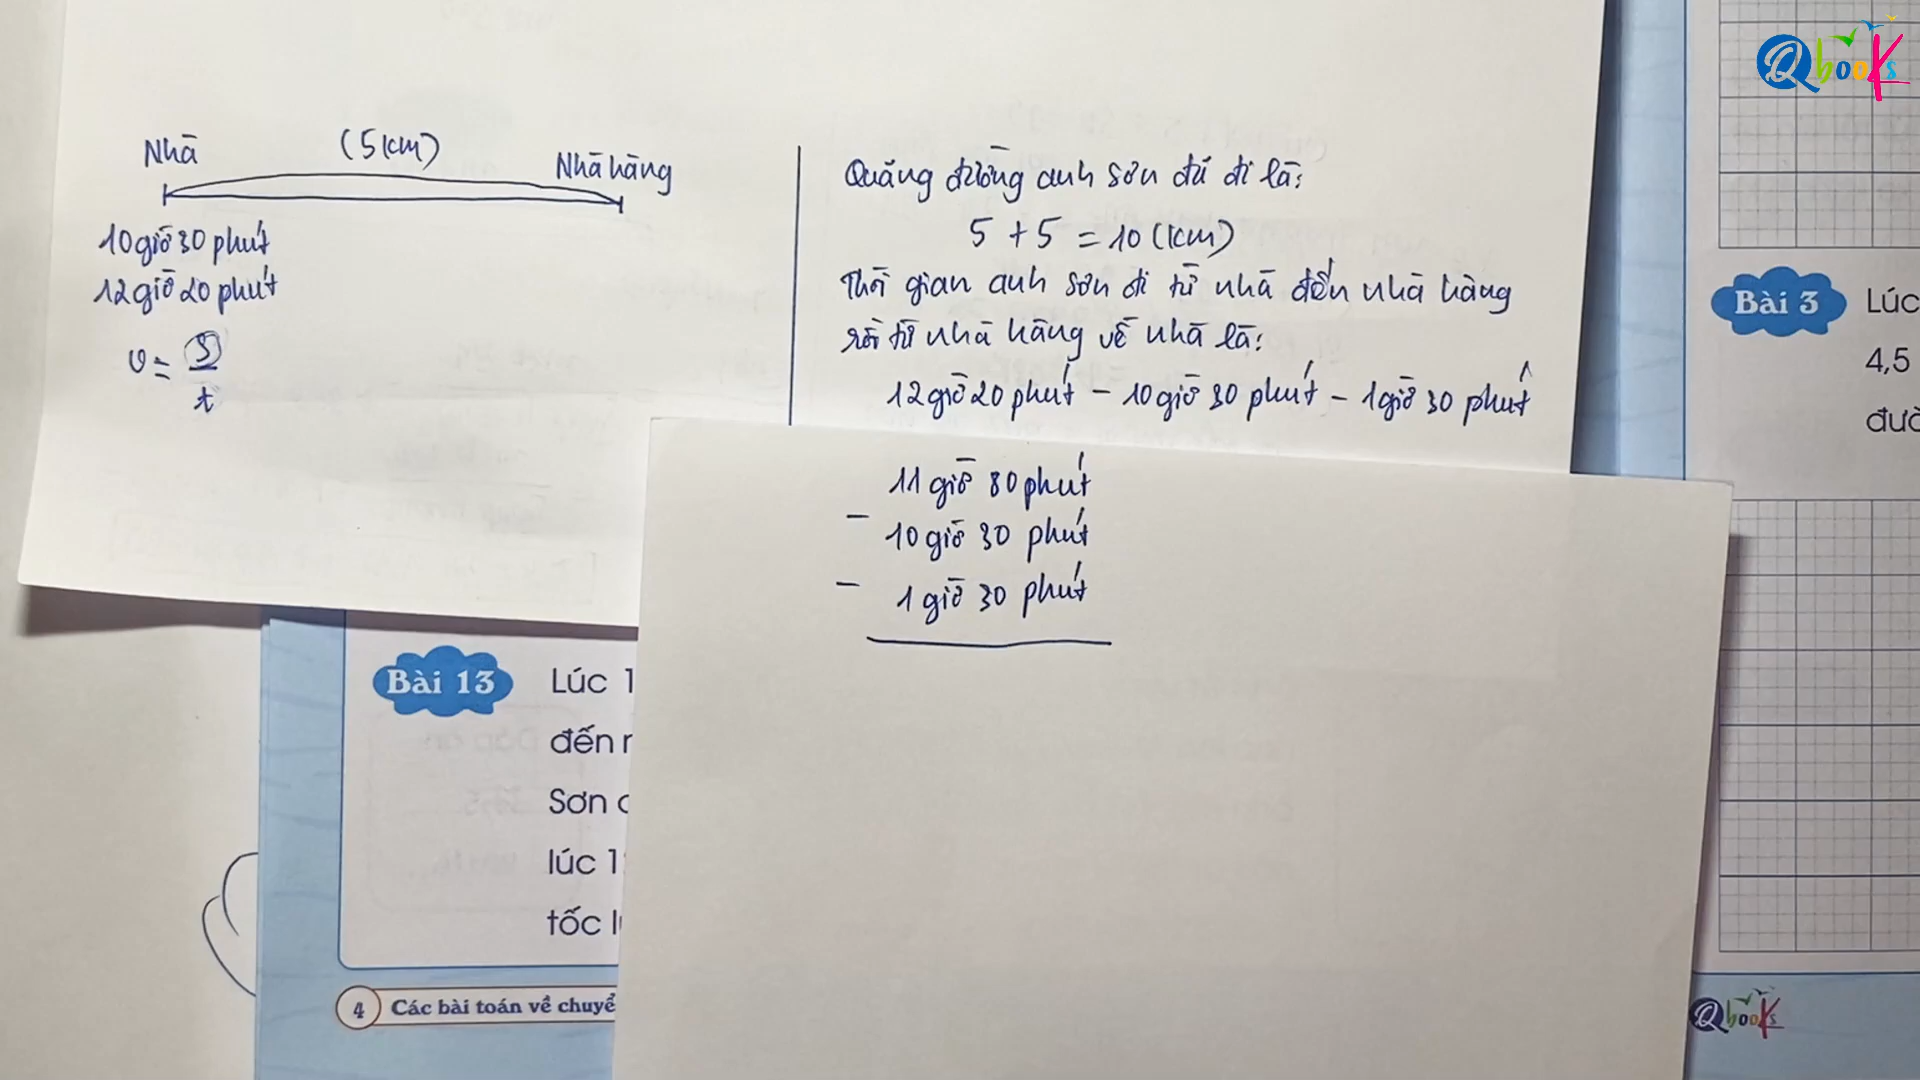 Qbooks
Nhà
(5km)
Nhà hàng
10 giờ 30 phút
12 giờ 20 phút
v = S/t
Quãng đường anh Sơn đã đi là:
5 + 5 = 10 (km)
Thời gian anh Sơn đi từ nhà đến nhà hàng
rồi từ nhà hàng về nhà là:
12 giờ 20 phút - 10 giờ 30 phút - 1 giờ 30 phút
11 giờ 80 phút
- 10 giờ 30 phút
- 1 giờ 30 phút
Bài 13
Lúc 1
đến
Sơn
lúc 1
tốc
4
Các bài toán về chuyể
Bài 3
Lúc
4,5
đườ
Qbooks